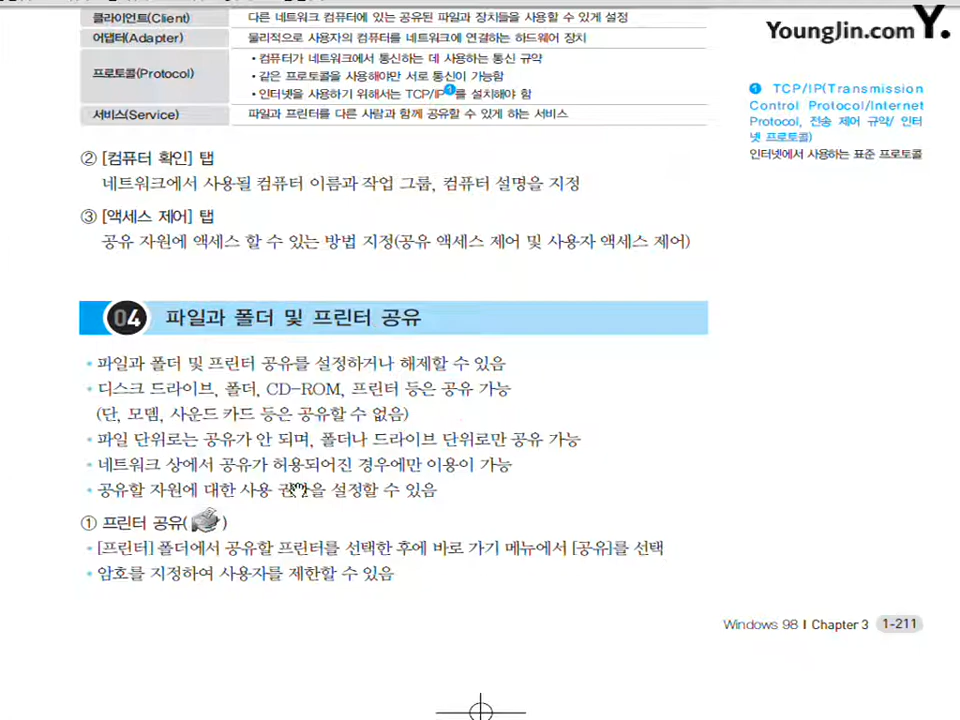 클라이언트(Client) 다른 네트워크 컴퓨터에 있는 공유된 파일과 장치들을 사용할 수 있게 설정
어댑터(Adapter) 물리적으로 사용자의 컴퓨터를 네트워크에 연결하는 하드웨어 장치
프로토콜(Protocol)
• 컴퓨터가 네트워크에서 통신하는 데 사용하는 통신 규약
• 같은 프로토콜을 사용해야만 서로 통신이 가능함
• 인터넷을 사용하기 위해서는 TCP/IP❶를 설치해야 함
서비스(Service) 파일과 프린터를 다른 사람과 함께 공유할 수 있게 하는 서비스
YoungJin.com Y.
❶ TCP/IP(Transmission
Control Protocol/Internet
Protocol, 전송 제어 규약/ 인터
넷 프로토콜)
인터넷에서 사용하는 표준 프로토콜
② [컴퓨터 확인] 탭
네트워크에서 사용될 컴퓨터 이름과 작업 그룹, 컴퓨터 설명을 지정
③ [액세스 제어] 탭
공유 자원에 액세스 할 수 있는 방법 지정(공유 액세스 제어 및 사용자 액세스 제어)
04 파일과 폴더 및 프린터 공유
• 파일과 폴더 및 프린터 공유를 설정하거나 해제할 수 있음
• 디스크 드라이브, 폴더, CD-ROM, 프린터 등은 공유 가능
(단, 모뎀, 사운드 카드 등은 공유할 수 없음)
• 파일 단위로는 공유가 안 되며, 폴더나 드라이브 단위로만 공유 가능
• 네트워크 상에서 공유가 허용되어진 경우에만 이용이 가능
• 공유할 자원에 대한 사용 을 설정할 수 있음
① 프린터 공유( )
• [프린터] 폴더에서 공유할 프린터를 선택한 후에 바로 가기 메뉴에서 [공유]를 선택
• 암호를 지정하여 사용자를 제한할 수 있음
Windows 98 I Chapter 3 1-211